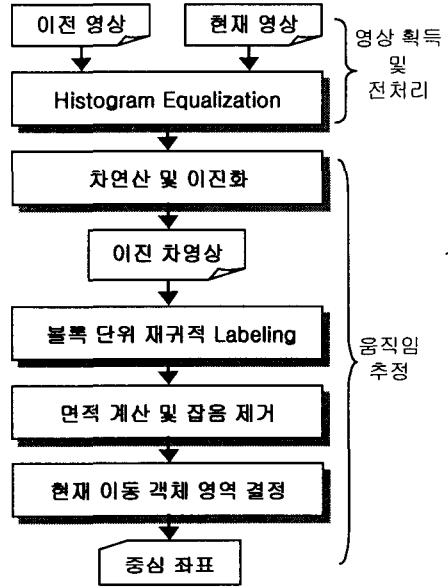 이전 영상
현재 영상
영상 획득
및
전처리
Histogram Equalization
차연산 및 이진화
이진 차영상
블록 단위 재귀적 Labeling
움직임
추정
면적 계산 및 잡음 제거
현재 이동 객체 영역 결정
중심 좌표